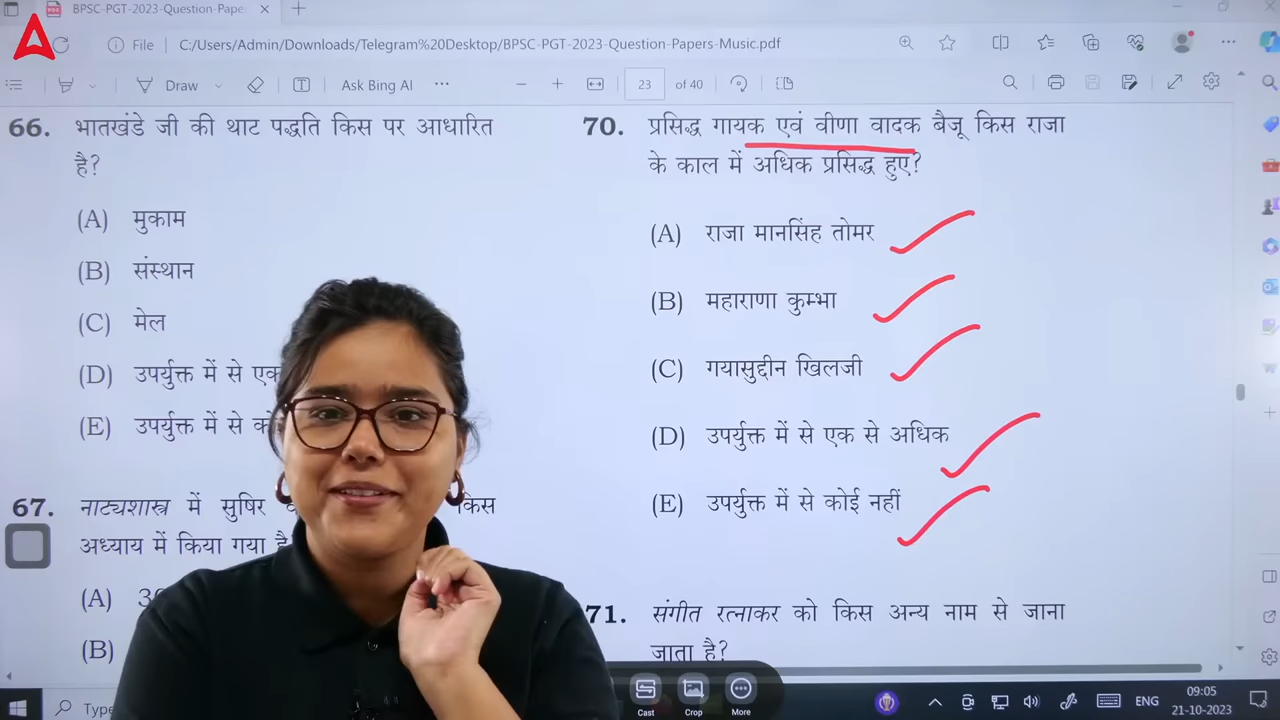 BPSC-PGT-2023-Question-Pape
File C:/Users/Admin/Downloads/Telegram%20Desktop/BPSC-PGT-2023-Question-Papers-Music.pdf
Draw Ask Bing AI 23 of 40
66. भातखंडे जी की थाट पद्धति किस पर आधारित
है?
(A) मुकाम
(B) संस्थान
(C) मेल
(D) उपर्युक्त में से एक
(E) उपर्युक्त में से
67. नाट्यशास्त्र में सुषिर किस
अध्याय में किया गया है
(A)
(B)
70. प्रसिद्ध गायक एवं वीणा वादक बैजू किस राजा
के काल में अधिक प्रसिद्ध हुए?
(A) राजा मानसिंह तोमर
(B) महाराणा कुम्भा
(C) गयासुद्दीन खिलजी
(D) उपर्युक्त में से एक से अधिक
(E) उपर्युक्त में से कोई नहीं
71. संगीत रत्नाकर को किस अन्य नाम से जाना
जाता है?
Cast Crop More
Type
ENG
09:05
21-10-2023